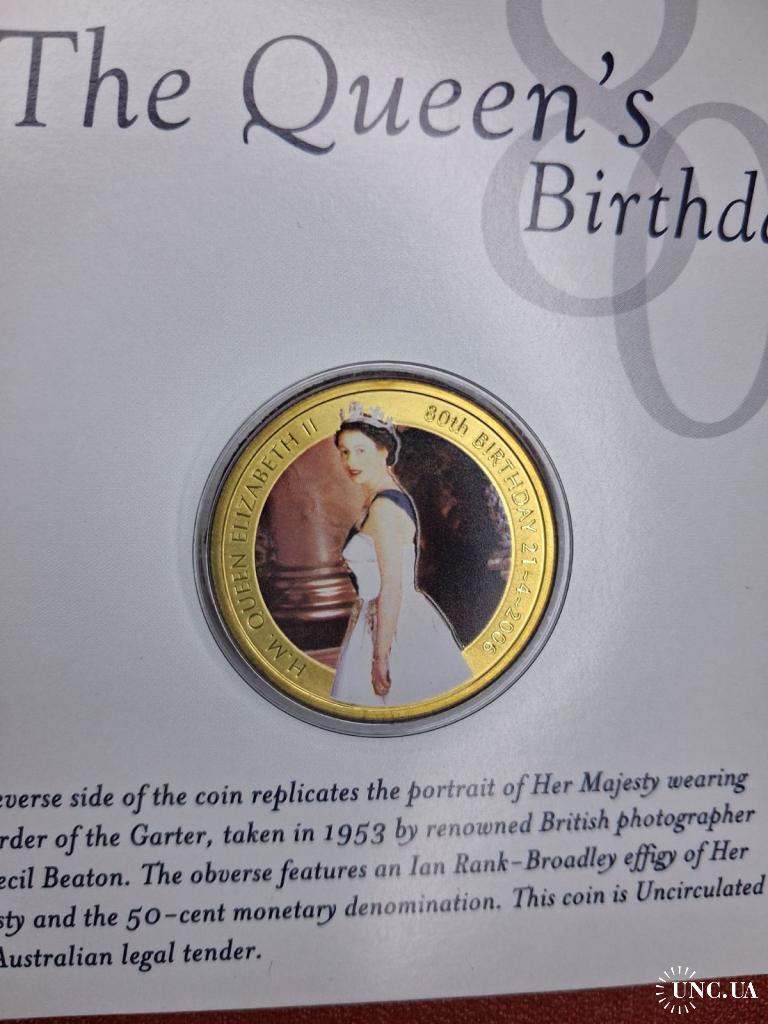 The Queen's
80
Birthd
H.M. QUEEN ELIZABETH II
80th BIRTHDAY 21-4-2006
everse side of the coin replicates the portrait of Her Majesty wearing
rder of the Garter, taken in 1953 by renowned British photographer
ecil Beaton. The obverse features an Ian Rank-Broadley effigy of Her
sty and the 50-cent monetary denomination. This coin is Uncirculated
Australian legal tender.
UNC.UA